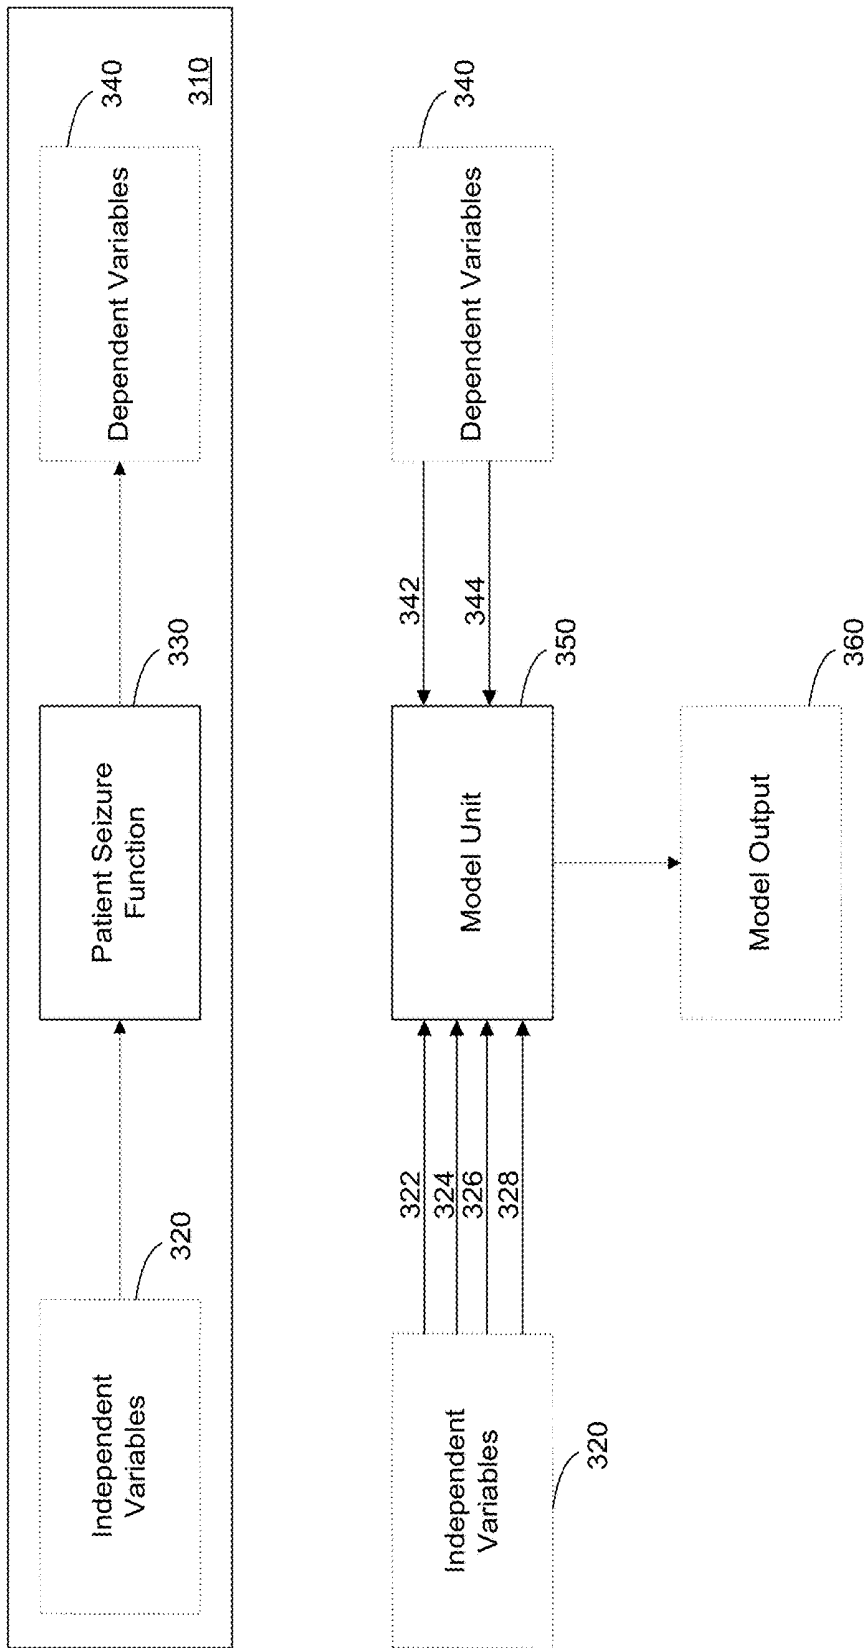 310
Independent
Variables
320
Patient Seizure
Function
330
Dependent Variables
340
Independent
Variables
320
322
324
326
328
Model Unit
350
342
344
Dependent Variables
340
Model Output
360